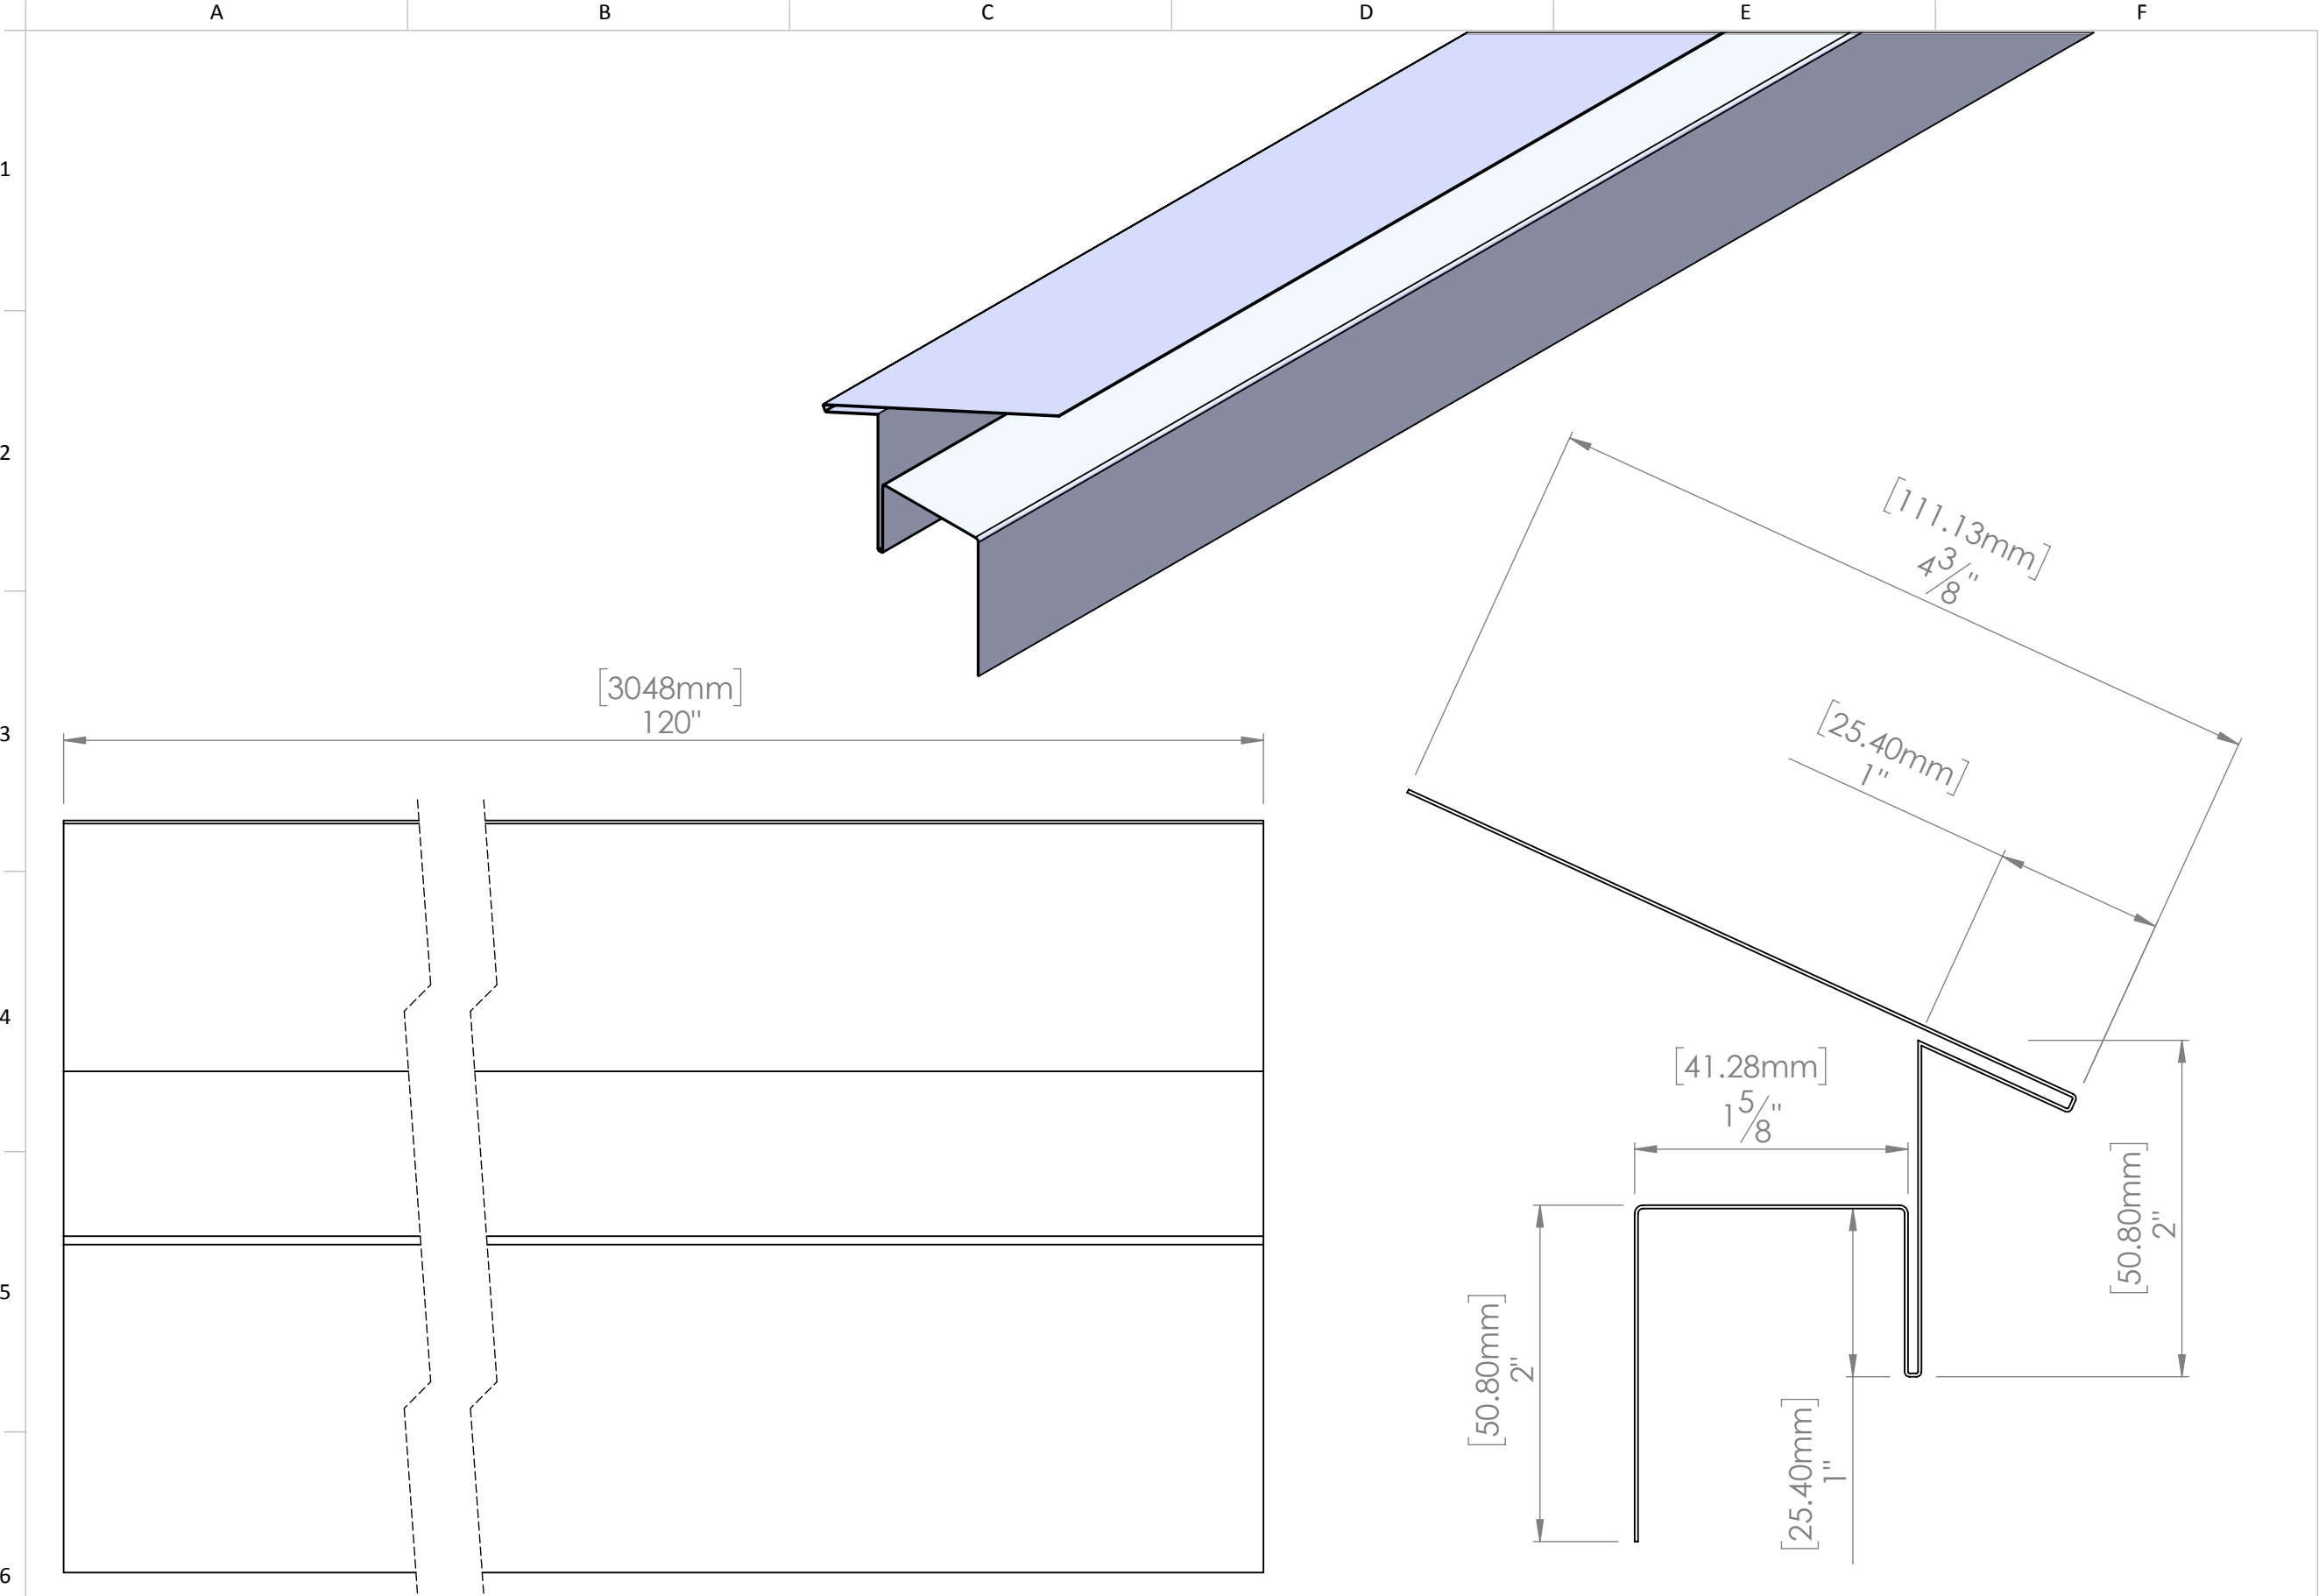 A B C D E F
1
2
[111.13mm]
4 3/8"
[3048mm]
120"
3
[25.40mm]
1"
4
[41.28mm]
1 5/8"
[50.80mm]
2"
5
[50.80mm]
2"
[25.40mm]
1"
6